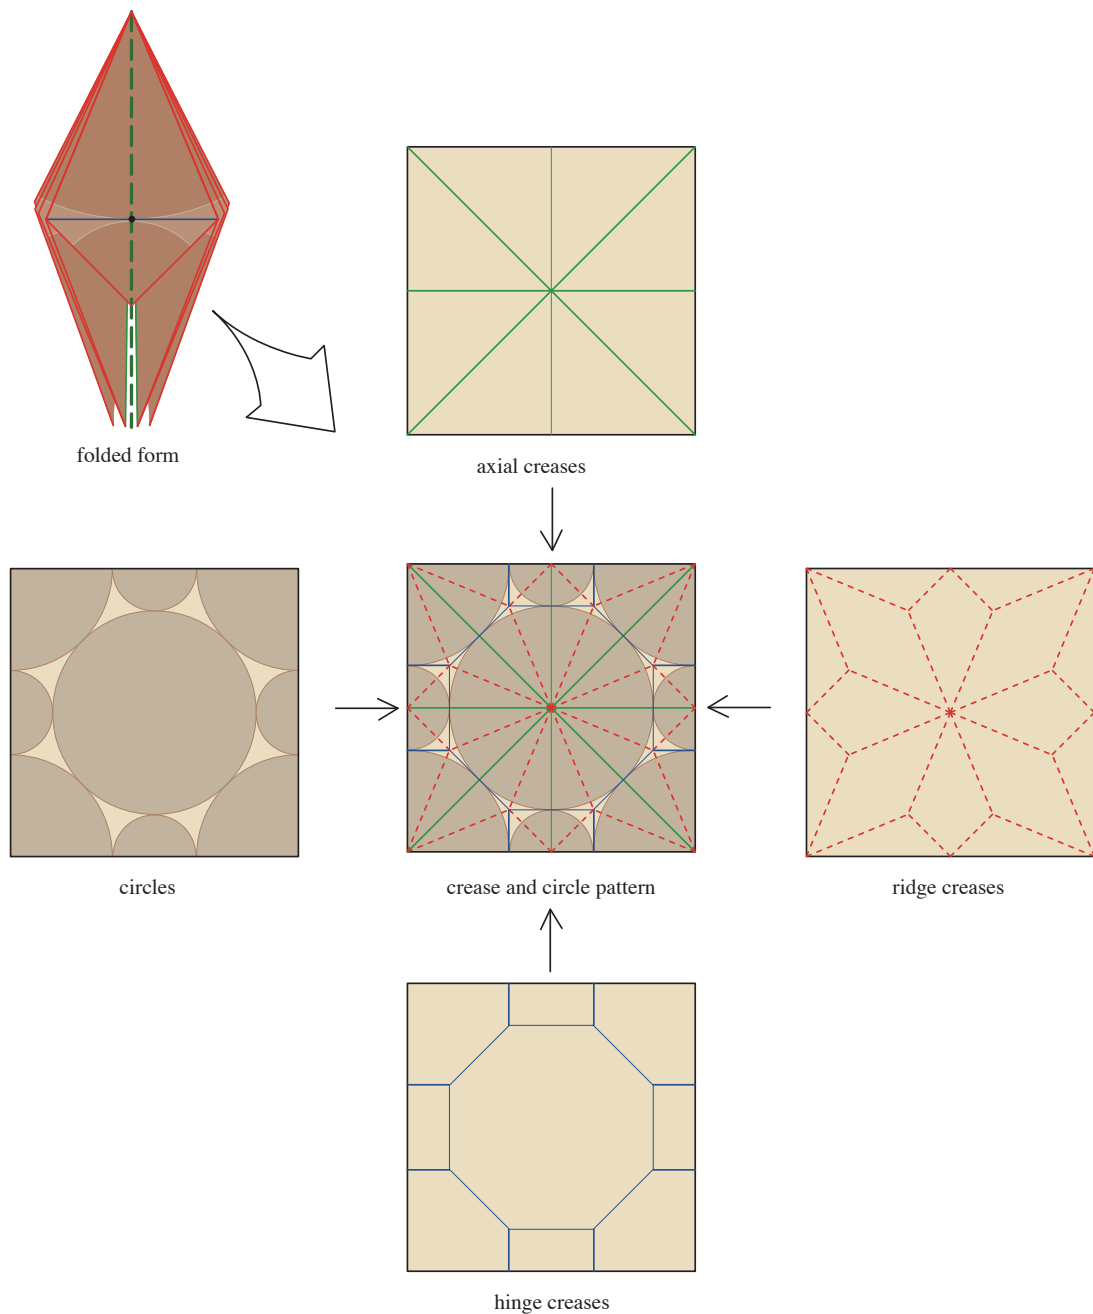 folded form
axial creases
circles
crease and circle pattern
ridge creases
hinge creases